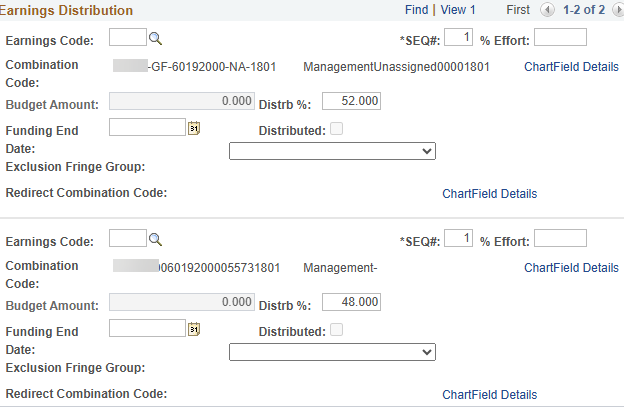 Earnings Distribution Find | View 1 First 1-2 of 2
Earnings Code: *SEQ#: 1 % Effort:
Combination Code: -GF-60192000-NA-1801 ManagementUnassigned00001801 ChartField Details
Budget Amount: 0.000 Distrb %: 52.000
Funding End Date: 31 Distributed:
Exclusion Fringe Group:
Redirect Combination Code: ChartField Details
Earnings Code: *SEQ#: 1 % Effort:
Combination Code: 060192000055731801 Management- ChartField Details
Budget Amount: 0.000 Distrb %: 48.000
Funding End Date: 31 Distributed:
Exclusion Fringe Group:
Redirect Combination Code: ChartField Details